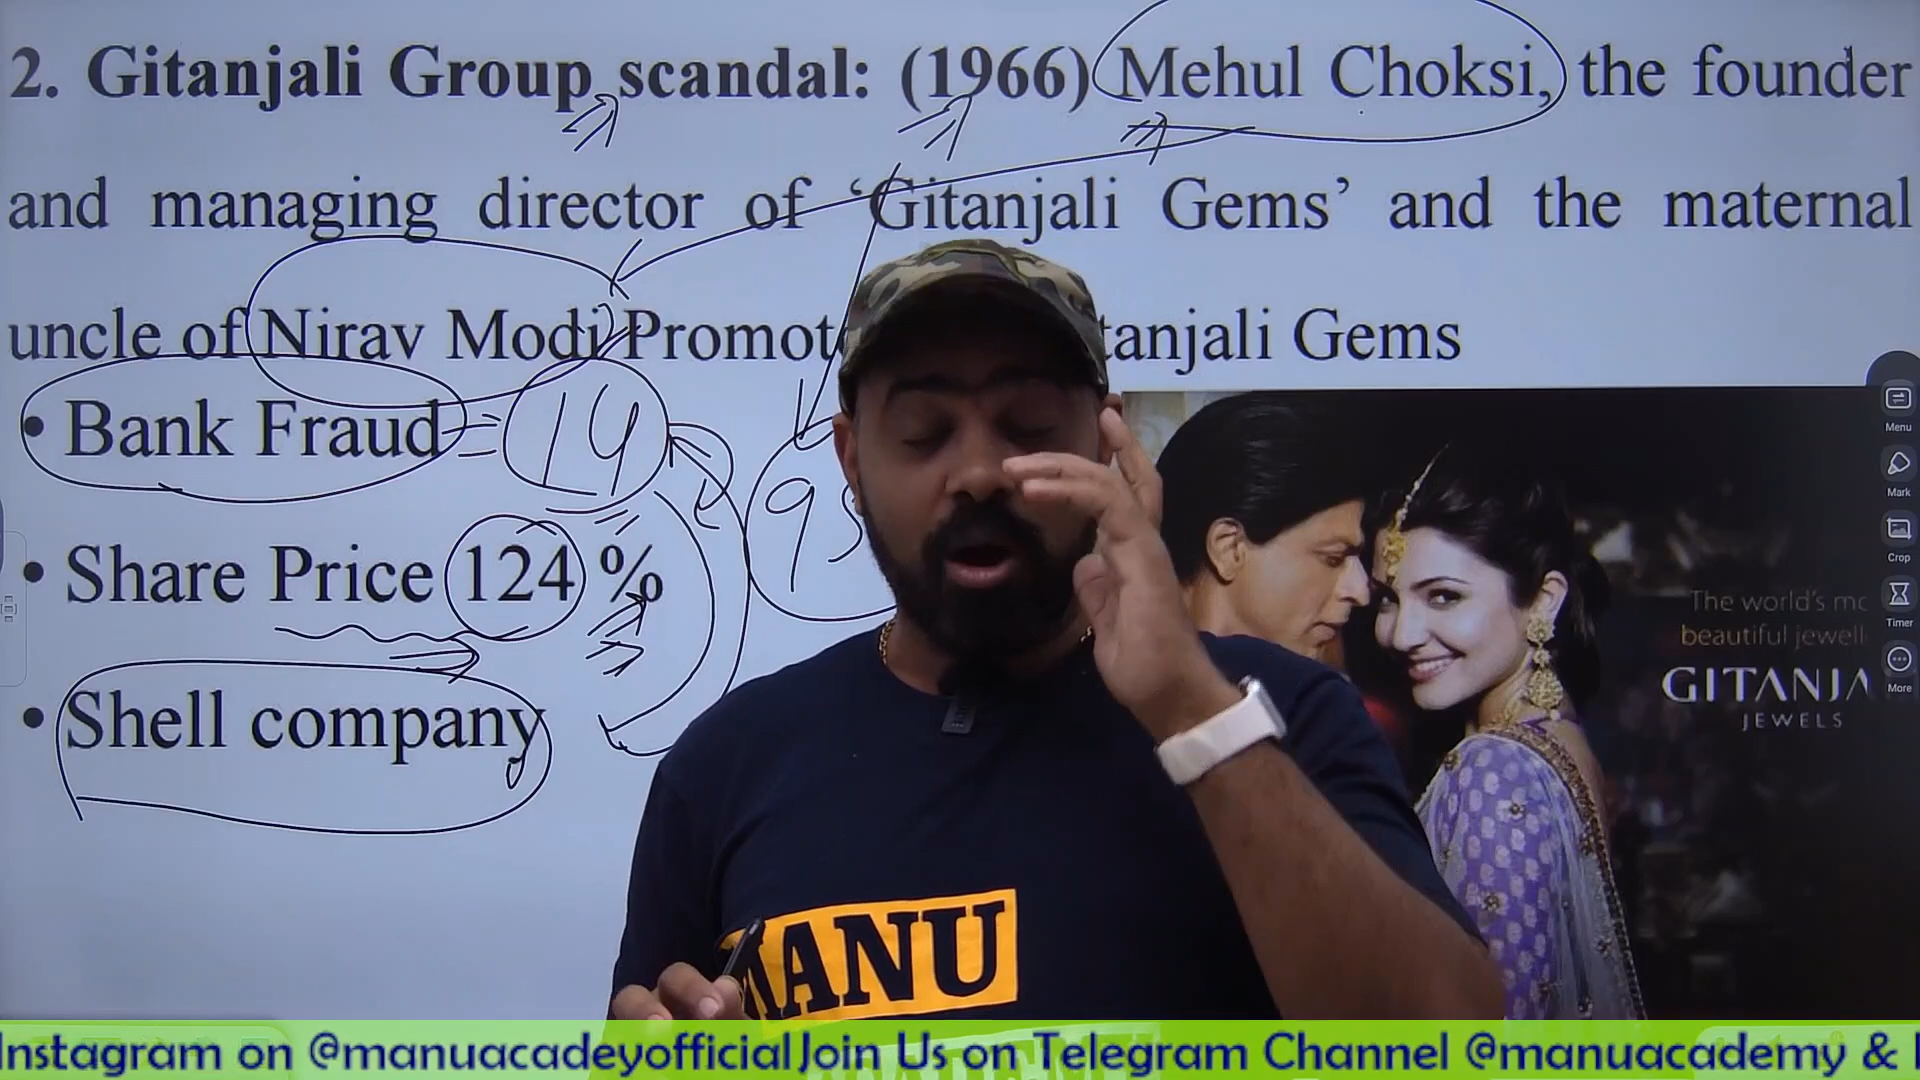 2. Gitanjali Group scandal: (1966) Mehul Choksi, the founder
and managing director of ‘Gitanjali Gems’ and the maternal
uncle of Nirav Modi Promot tanjali Gems
• Bank Fraud = 14
95
• Share Price 124 %
• Shell company
The world's mo
beautiful jewell
GITANJA
JEWELS
Menu
Mark
Crop
Timer
More
MANU
Instagram on @manuacadeyofficial Join Us on Telegram Channel @manuacademy &